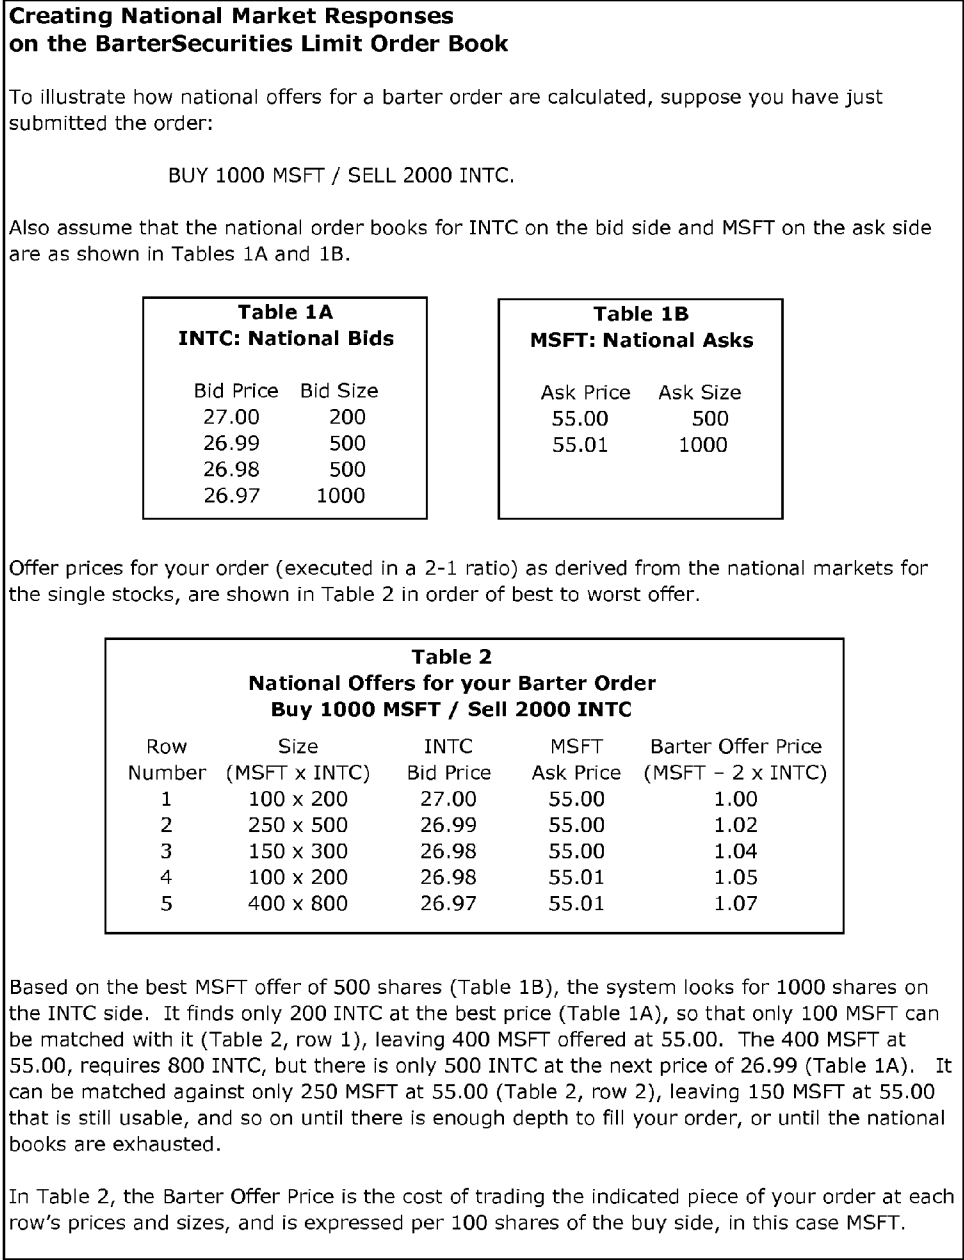 Creating National Market Responses
on the BarterSecurities Limit Order Book
To illustrate how national offers for a barter order are calculated, suppose you have just
submitted the order:
BUY 1000 MSFT / SELL 2000 INTC.
Also assume that the national order books for INTC on the bid side and MSFT on the ask side
are as shown in Tables 1A and 1B.
Table 1A
INTC: National Bids
Bid Price Bid Size
27.00 200
26.99 500
26.98 500
26.97 1000
Table 1B
MSFT: National Asks
Ask Price Ask Size
55.00 500
55.01 1000
Offer prices for your order (executed in a 2-1 ratio) as derived from the national markets for
the single stocks, are shown in Table 2 in order of best to worst offer.
Table 2
National Offers for your Barter Order
Buy 1000 MSFT / Sell 2000 INTC
Row Size INTC MSFT Barter Offer Price
Number (MSFT x INTC) Bid Price Ask Price (MSFT – 2 x INTC)
1 100 x 200 27.00 55.00 1.00
2 250 x 500 26.99 55.00 1.02
3 150 x 300 26.98 55.00 1.04
4 100 x 200 26.98 55.01 1.05
5 400 x 800 26.97 55.01 1.07
Based on the best MSFT offer of 500 shares (Table 1B), the system looks for 1000 shares on
the INTC side. It finds only 200 INTC at the best price (Table 1A), so that only 100 MSFT can
be matched with it (Table 2, row 1), leaving 400 MSFT offered at 55.00. The 400 MSFT at
55.00, requires 800 INTC, but there is only 500 INTC at the next price of 26.99 (Table 1A). It
can be matched against only 250 MSFT at 55.00 (Table 2, row 2), leaving 150 MSFT at 55.00
that is still usable, and so on until there is enough depth to fill your order, or until the national
books are exhausted.
In Table 2, the Barter Offer Price is the cost of trading the indicated piece of your order at each
row's prices and sizes, and is expressed per 100 shares of the buy side, in this case MSFT.